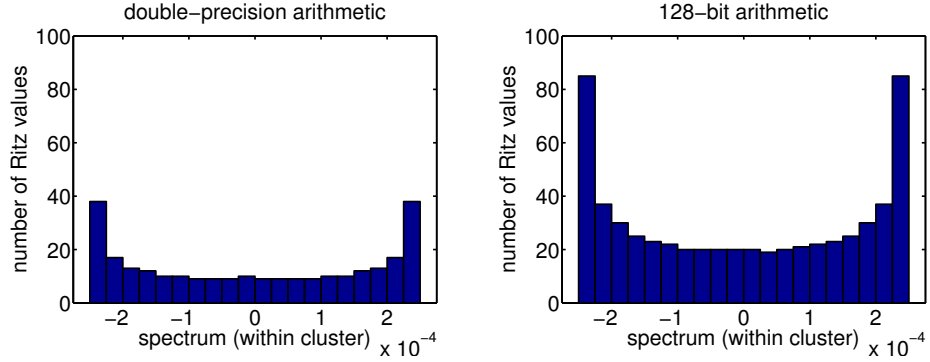 double−precision arithmetic
number of Ritz values
100
80
60
40
20
0
−2 −1 0 1 2
spectrum (within cluster)
x 10−4
128−bit arithmetic
number of Ritz values
100
80
60
40
20
0
−2 −1 0 1 2
spectrum (within cluster)
x 10−4